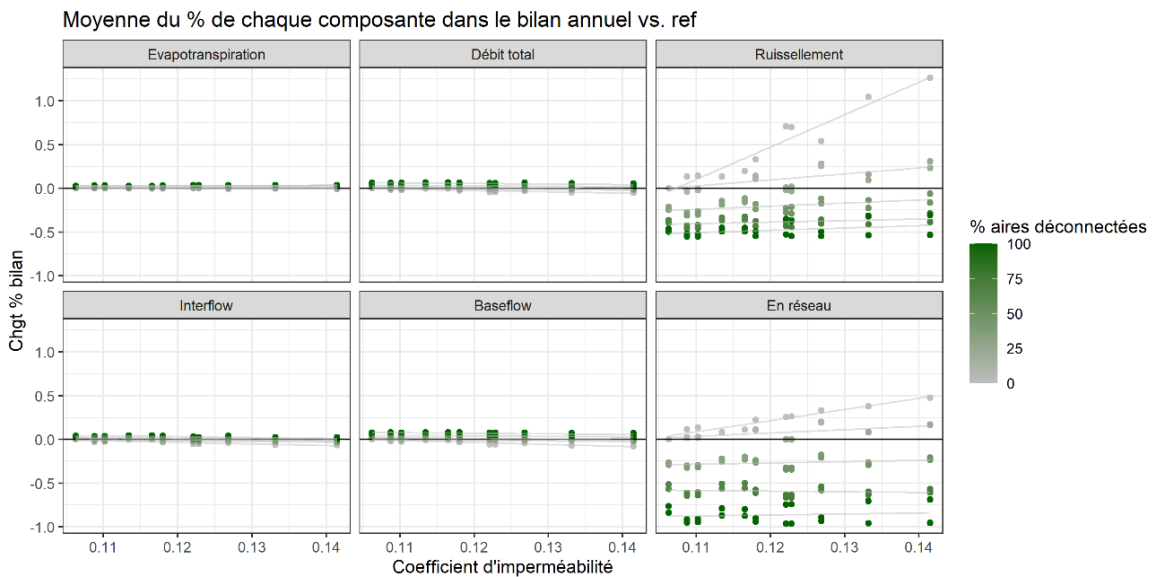 Moyenne du % de chaque composante dans le bilan annuel vs. ref
Evapotranspiration
Débit total
Ruissellement
1.0
0.5
0.0
-0.5
-1.0
Interflow
Baseflow
En réseau
1.0
0.5
0.0
-0.5
-1.0
0.11 0.12 0.13 0.14
0.11 0.12 0.13 0.14
0.11 0.12 0.13 0.14
Coefficient d'imperméabilité
Chgt % bilan
% aires déconnectées
100
75
50
25
0